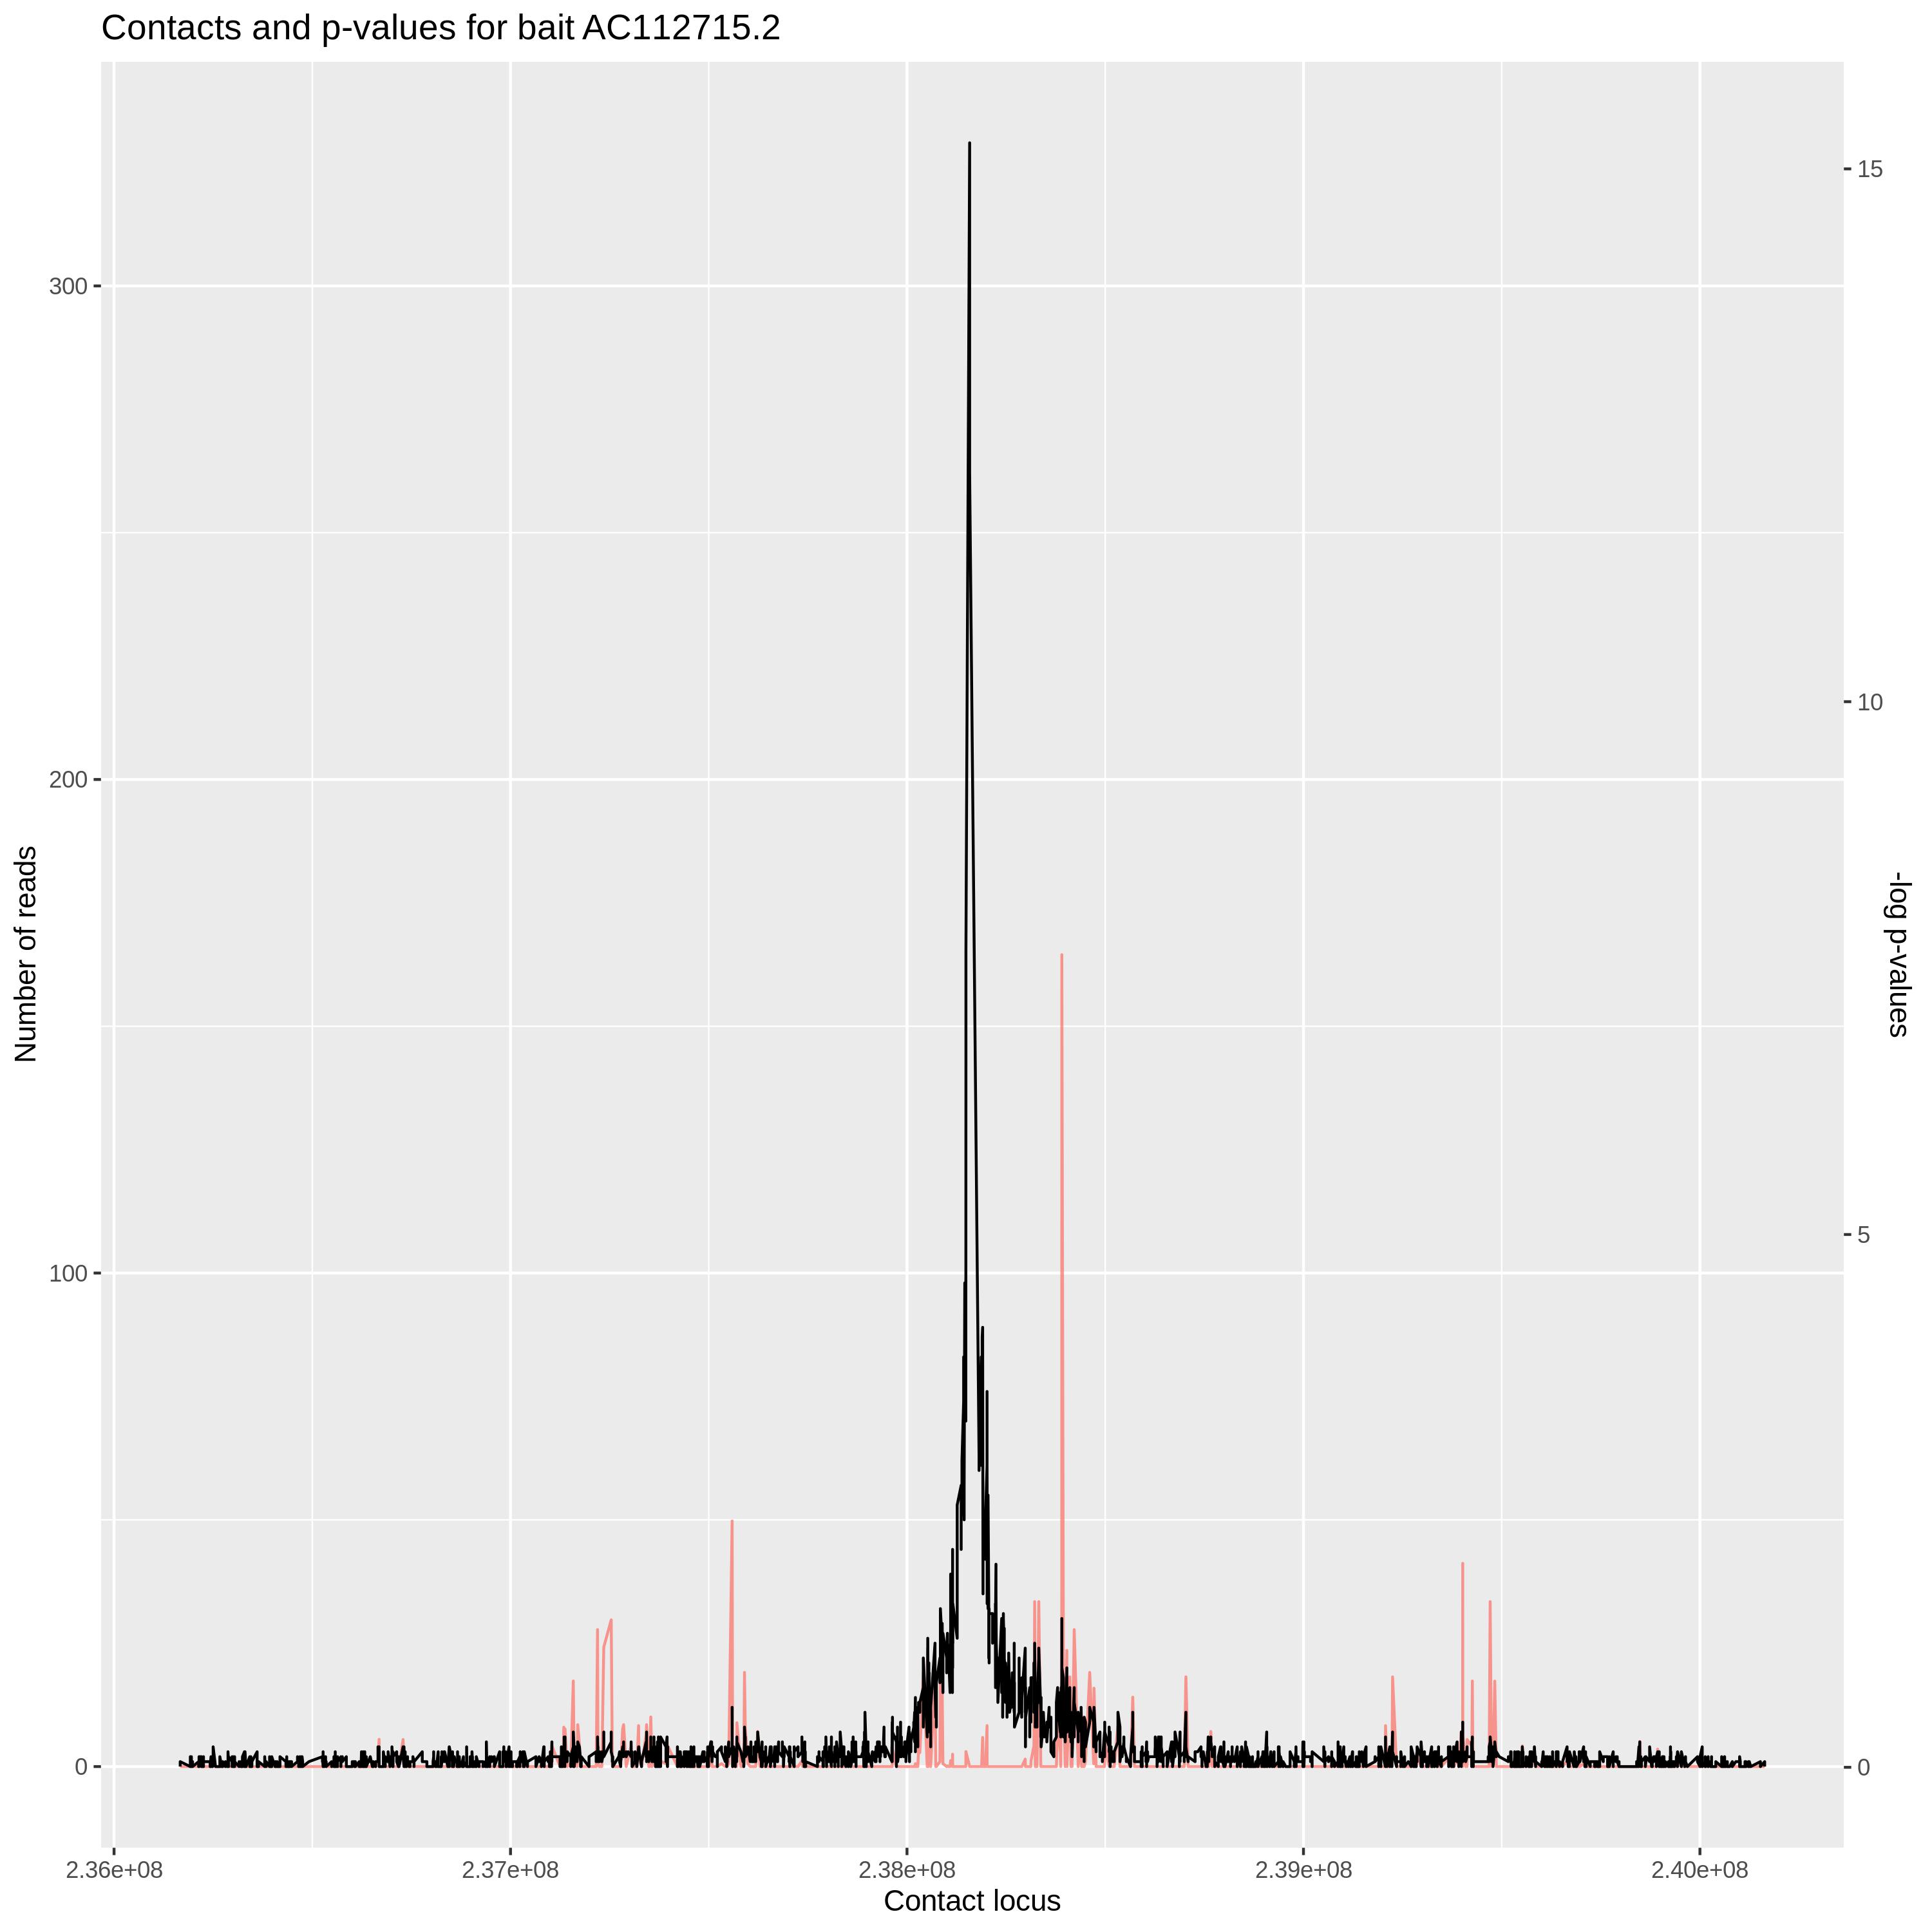 Contacts and p-values for bait AC112715.2
300
200
100
0
15
10
5
0
Number of reads
-log p-values
2.36e+08
2.37e+08
2.38e+08
2.39e+08
2.40e+08
Contact locus